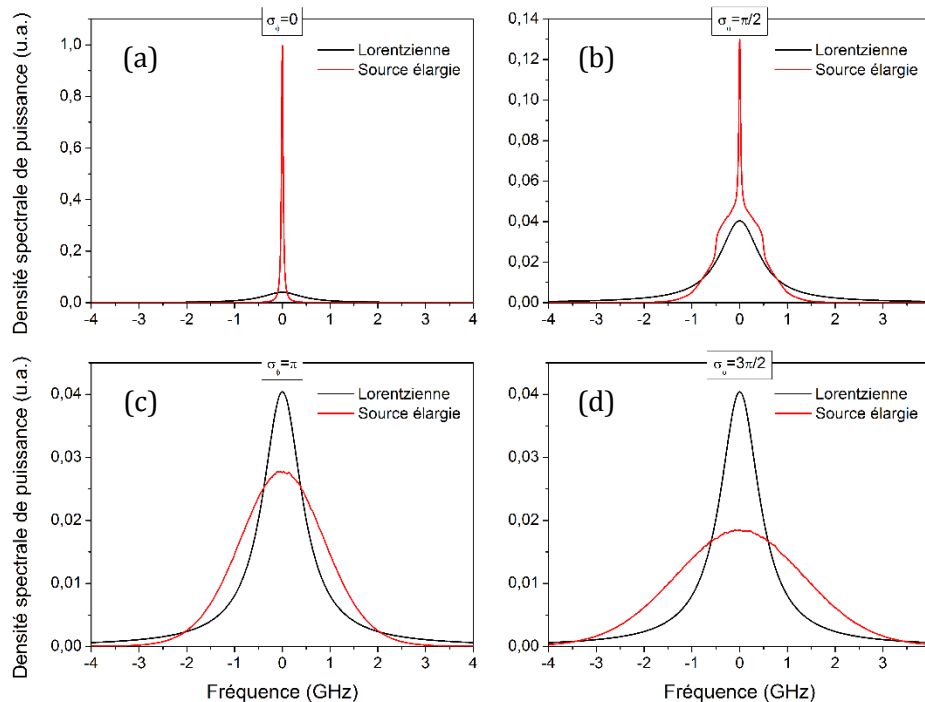 σ₀=0
(a)
Lorentzienne
Source élargie
Densité spectrale de puissance (u.a.)
1,0
0,8
0,6
0,4
0,2
0,0
-4 -3 -2 -1 0 1 2 3 4
σ₀=π/2
(b)
Lorentzienne
Source élargie
0,14
0,12
0,10
0,08
0,06
0,04
0,02
0,00
-4 -3 -2 -1 0 1 2 3
σ₀=π
(c)
Lorentzienne
Source élargie
Densité spectrale de puissance (u.a.)
0,04
0,03
0,02
0,01
0,00
-4 -3 -2 -1 0 1 2 3 4
Fréquence (GHz)
σ₀=3π/2
(d)
Lorentzienne
Source élargie
0,04
0,03
0,02
0,01
0,00
-4 -3 -2 -1 0 1 2 3
Fréquence (GHz)